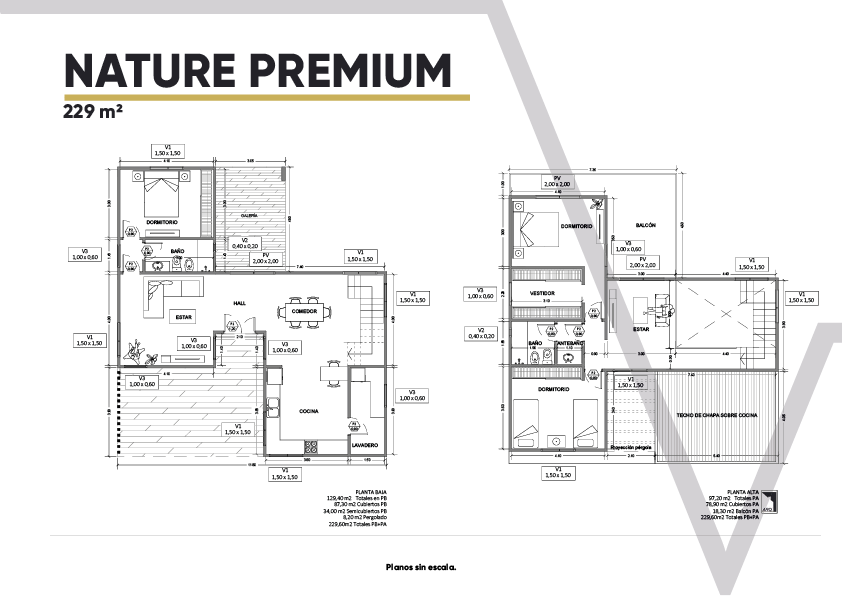 NATURE PREMIUM
229 m²
V1
1,50 x 1,50
4.10
3.65
DORMITORIO
GALERÍA
BAÑO
V3
1,00 x 0,60
V2
0,40 x 0,20
PV
2,00 x 2,00
7.40
V1
1,50 x 1,50
HALL
ESTAR
COMEDOR
V1
1,50 x 1,50
V1
1,50 x 1,50
V3
1,00 x 0,60
V3
1,00 x 0,60
V3
1,00 x 0,60
V3
1,00 x 0,60
COCINA
V1
1,50 x 1,50
LAVADERO
V1
1,50 x 1,50
PLANTA BAJA
129,40 m2 Totales en PB
87,30 m2 Cubiertos PB
34,00 m2 Semicubiertos PB
8,20 m2 Pergolado
229,60m2 Totales PB+PA
PV
2,00 x 2,00
DORMITORIO
BALCÓN
V3
1,00 x 0,60
PV
2,00 x 2,00
V1
1,50 x 1,50
V3
1,00 x 0,60
VESTIDOR
V1
1,50 x 1,50
ESTAR
V2
0,40 x 0,20
BAÑO
ANTEBAÑO
DORMITORIO
V1
1,50 x 1,50
TECHO DE CHAPA SOBRE COCINA
Proyección pérgola
V1
1,50 x 1,50
PLANTA ALTA
97,20 m2 Totales PA
78,90 m2 Cubiertos PA
18,30 m2 Balcón PA
229,60m2 Totales PB+PA
Planos sin escala.